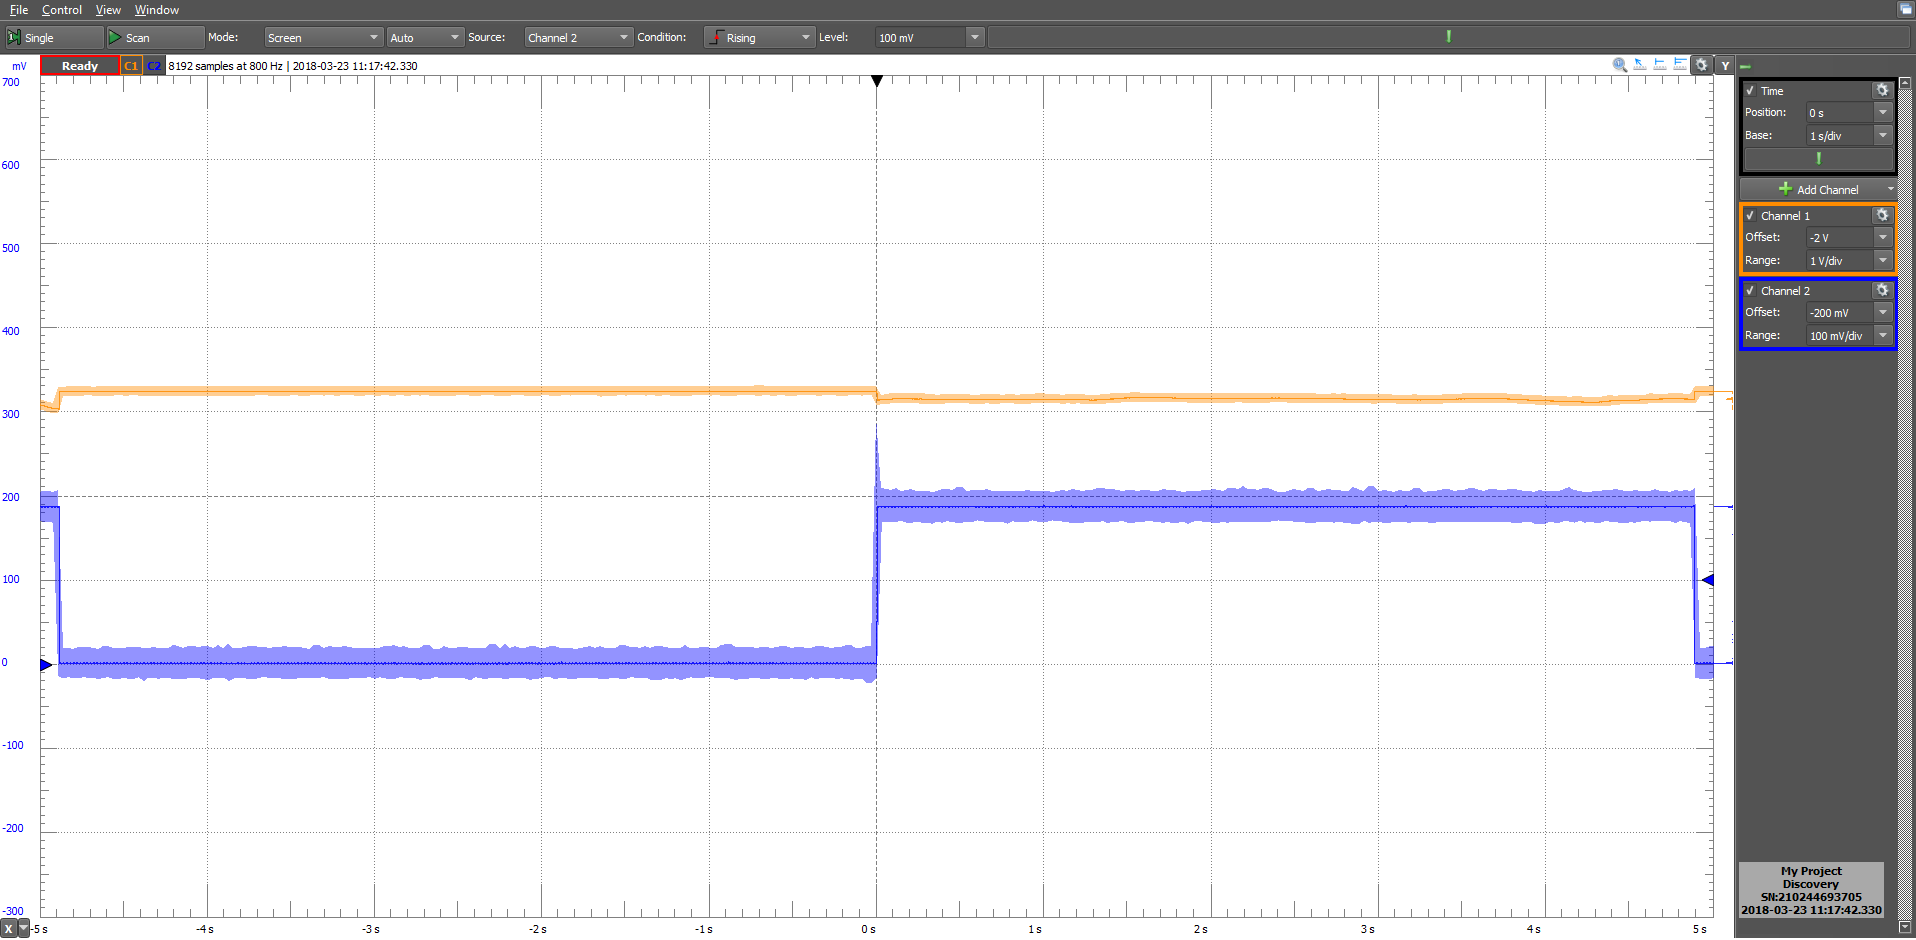 File Control View Window
Single Scan Mode: Screen Auto Source: Channel 2 Condition: Rising Level: 100 mV
mV Ready C1 C2 8192 samples at 800 Hz | 2018-03-23 11:17:42.330 Y
700
600
500
400
300
200
100
0
-100
-200
-300
X -5 s -4 s -3 s -2 s -1 s 0 s 1 s 2 s 3 s 4 s 5 s
Time
Position: 0 s
Base: 1 s/div
Add Channel
Channel 1
Offset: -2 V
Range: 1 V/div
Channel 2
Offset: -200 mV
Range: 100 mV/div
My Project
Discovery
SN:210244693705
2018-03-23 11:17:42.330